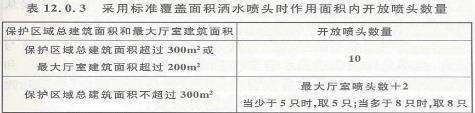 表 12.0.3 采用标准覆盖面积洒水喷头时作用面积内开放喷头数量
保护区域总建筑面积和最大厅室建筑面积 开放喷头数量
保护区域总建筑面积超过 300m²或
最大厅室建筑面积超过 200m²
10
保护区域总建筑面积不超过 300m²
最大厅室喷头数+2
当少于 5 只时,取 5 只;当多于 8 只时,取 8 只